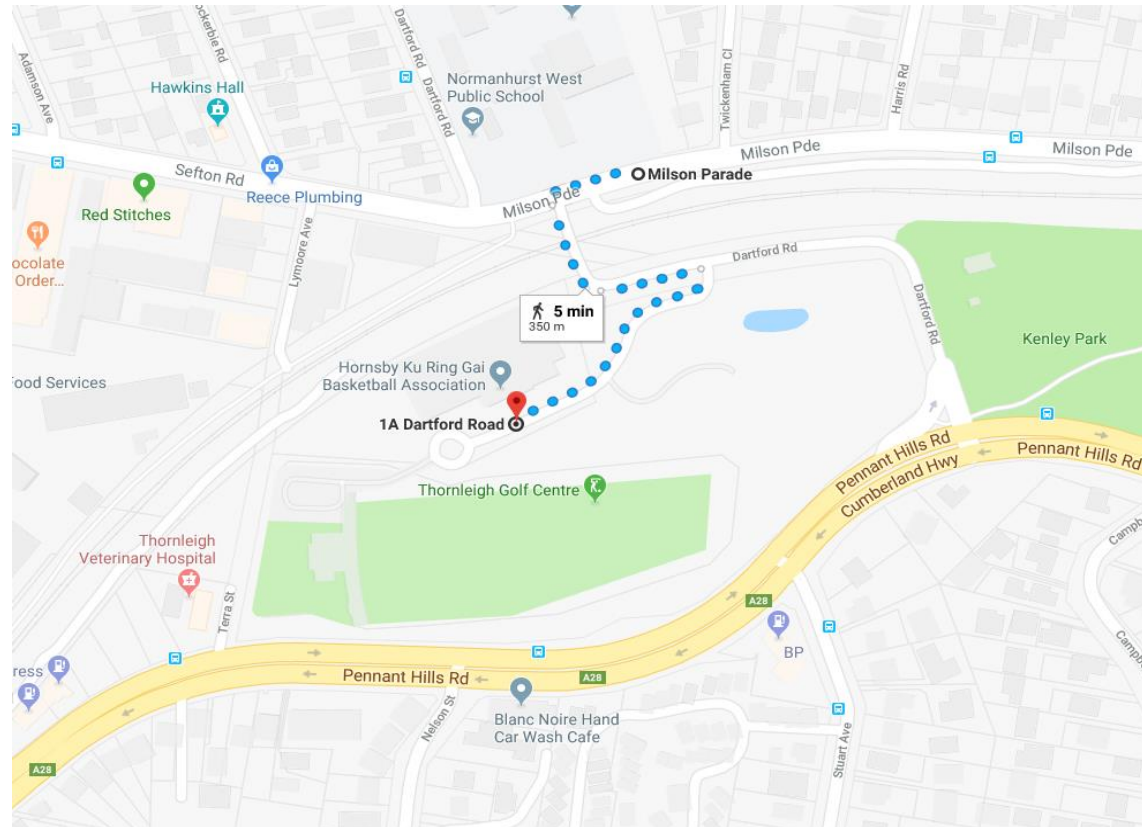 Adamson Ave
ockerbie Rd
Dartford Rd
Dartford Rd
Hawkins Hall
Normanhurst West
Public School
Twickenham Cl
Harris Rd
Milson Pde
Milson Pde
Sefton Rd
Reece Plumbing
Milson Pde
Milson Parade
Red Stitches
ocolate
Order...
Lymoore Ave
Dartford Rd
Dartford Rd
5 min
350 m
Kenley Park
ood Services
Hornsby Ku Ring Gai
Basketball Association
1A Dartford Road
Pennant Hills Rd
Cumberland Hwy
Pennant Hills Rd
Thornleigh Golf Centre
Thornleigh
Veterinary Hospital
Terra St
A28
Campb
Campb
BP
ress
Pennant Hills Rd
A28
Nelson St
Blanc Noire Hand
Car Wash Cafe
Stuart Ave
A28